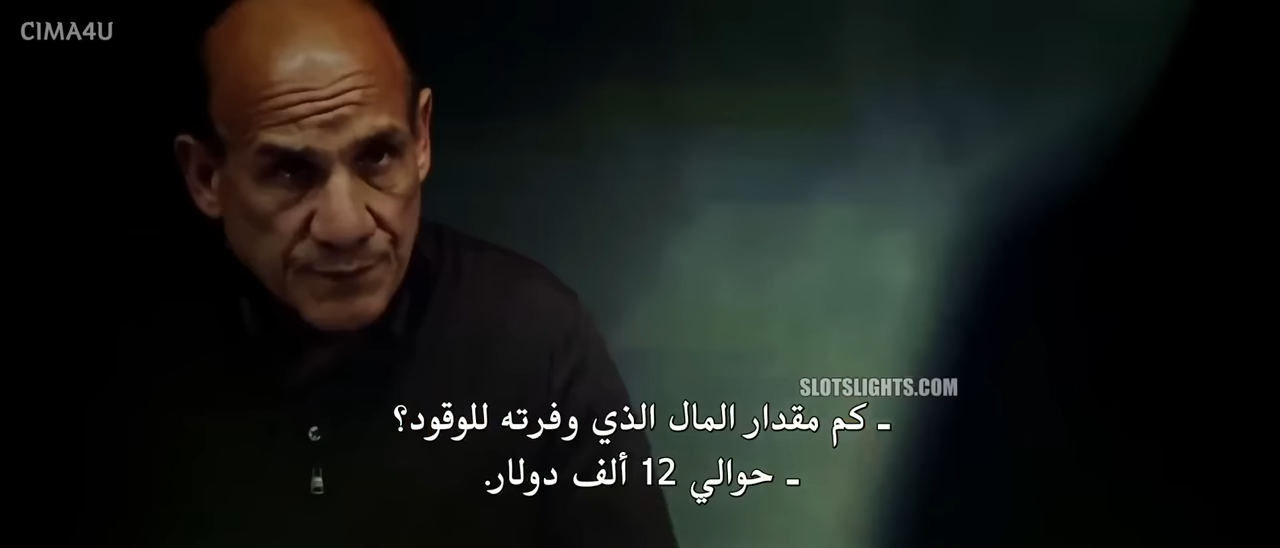 CIMA4U
SLOTSLIGHTS.COM
ـ كم مقدار المال الذي وفرته للوقود؟
ـ حوالي 12 ألف دولار.